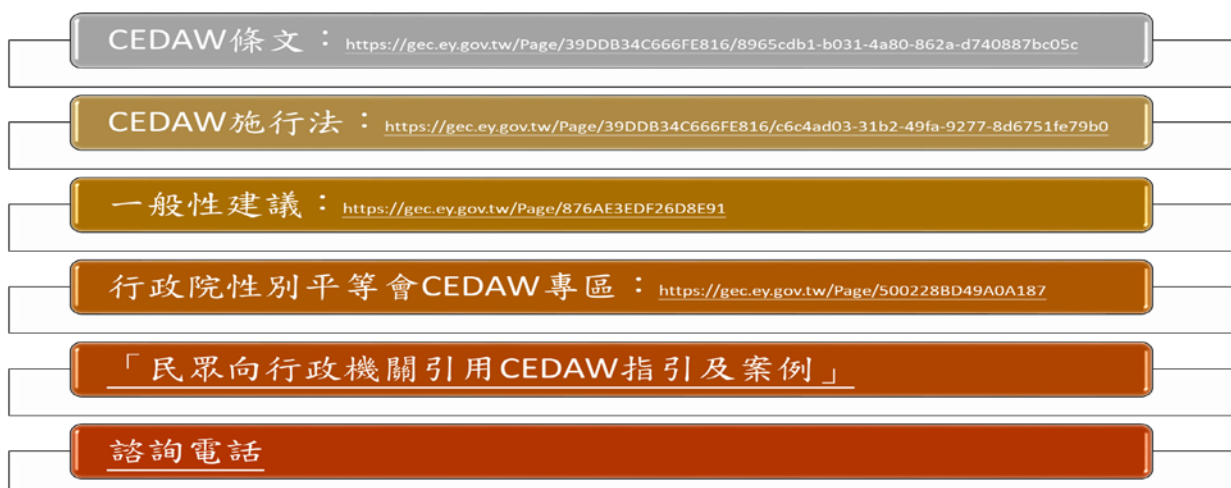 CEDAW條文：https://gec.ey.gov.tw/Page/39DDB34C666FE816/8965cdb1-b031-4a80-862a-d740887bc05c
CEDAW施行法：https://gec.ey.gov.tw/Page/39DDB34C666FE816/c6c4ad03-31b2-49fa-9277-8d6751fe79b0
一般性建議：https://gec.ey.gov.tw/Page/876AE3EDF26D8E91
行政院性別平等會CEDAW專區：https://gec.ey.gov.tw/Page/500228BD49A0A187
「民眾向行政機關引用CEDAW指引及案例」
諮詢電話